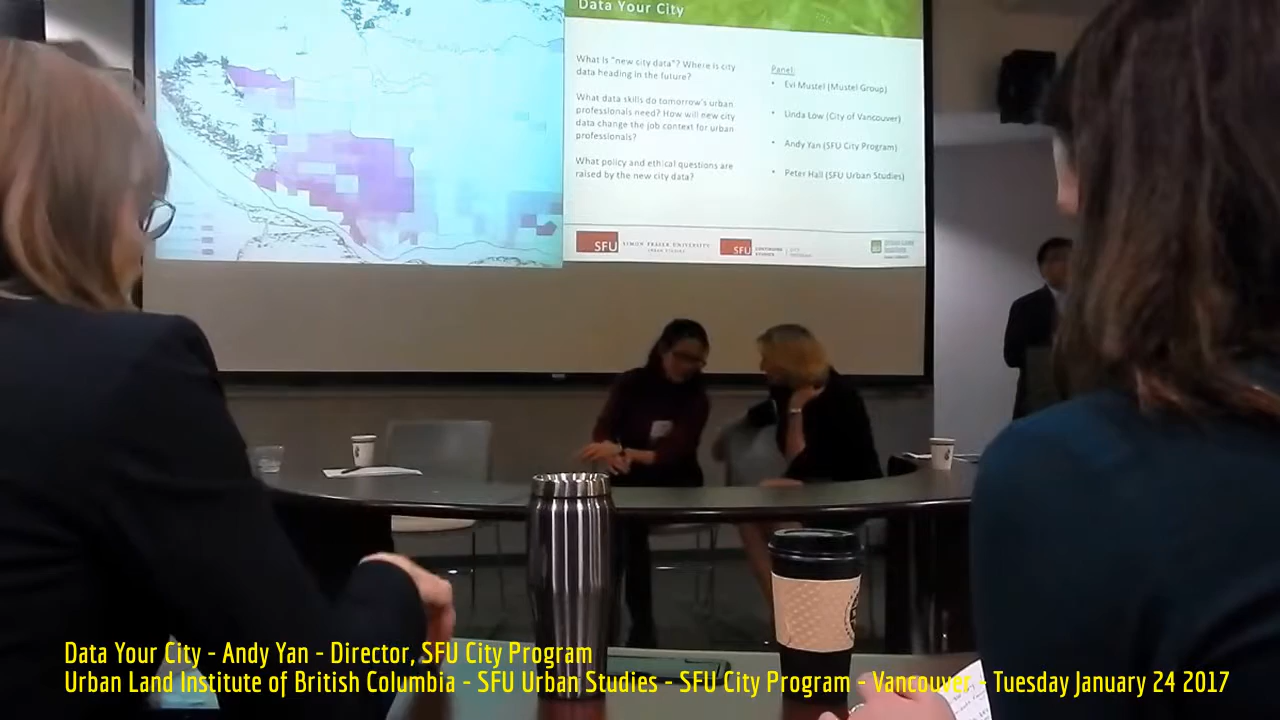 Data Your City
What is "new city data"? Where is city
data heading in the future?
What data skills do tomorrow's urban
professionals need? How will new city
data change the job context for urban
professionals?
What policy and ethical questions are
raised by the new city data?
Panel:
• Evi Mustel (Mustel Group)
• Linda Low (City of Vancouver)
• Andy Yan (SFU City Program)
• Peter Hall (SFU Urban Studies)
SFU SIMON FRASER UNIVERSITY
URBAN STUDIES
SFU CONTINUING
STUDIES
Data Your City - Andy Yan - Director, SFU City Program
Urban Land Institute of British Columbia - SFU Urban Studies - SFU City Program - Vancouver - Tuesday January 24 2017